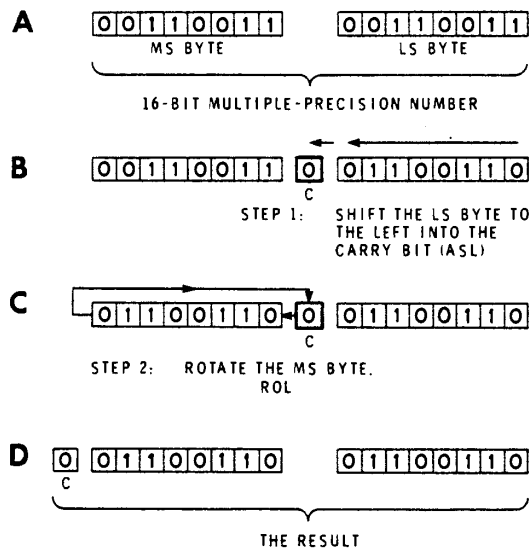 A 00110011 00110011
MS BYTE LS BYTE
16-BIT MULTIPLE-PRECISION NUMBER
B 00110011 0 01100110
C
STEP 1: SHIFT THE LS BYTE TO
THE LEFT INTO THE
CARRY BIT (ASL)
C 01100110 0 01100110
C
STEP 2: ROTATE THE MS BYTE.
ROL
D 0 01100110 01100110
C
THE RESULT